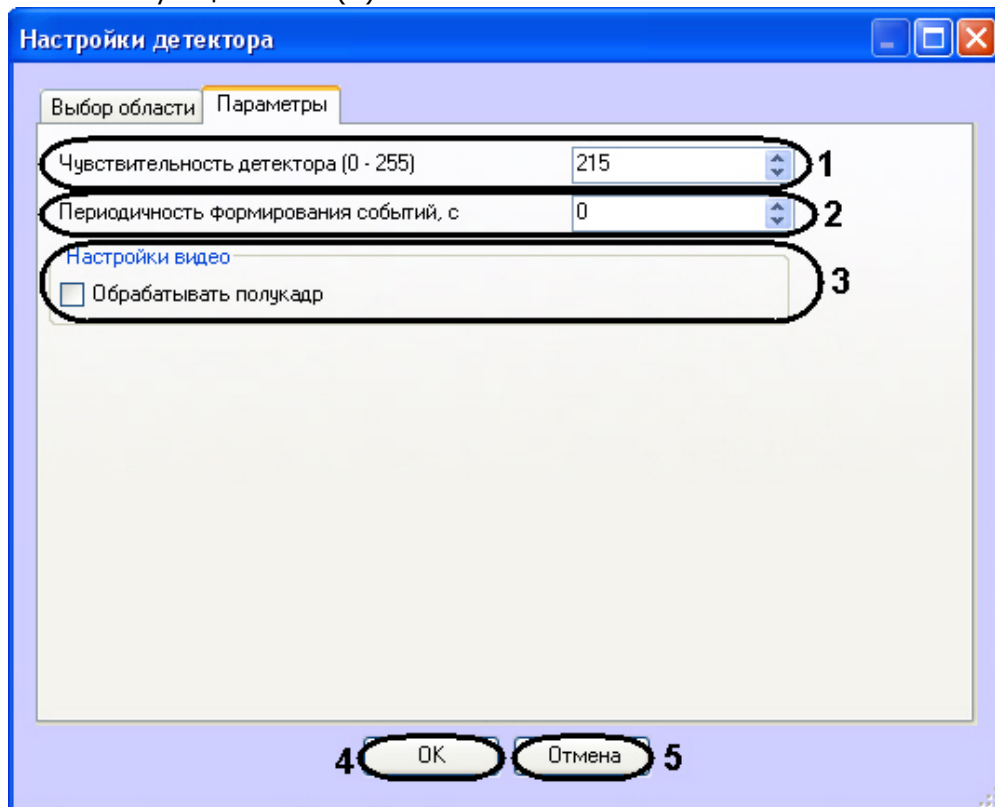 Настройки детектора
Выбор области Параметры
Чувствительность детектора (0 - 255) 215 1
Периодичность формирования событий, с 0 2
Настройки видео
Обрабатывать полукадр 3
4 OK Отмена 5